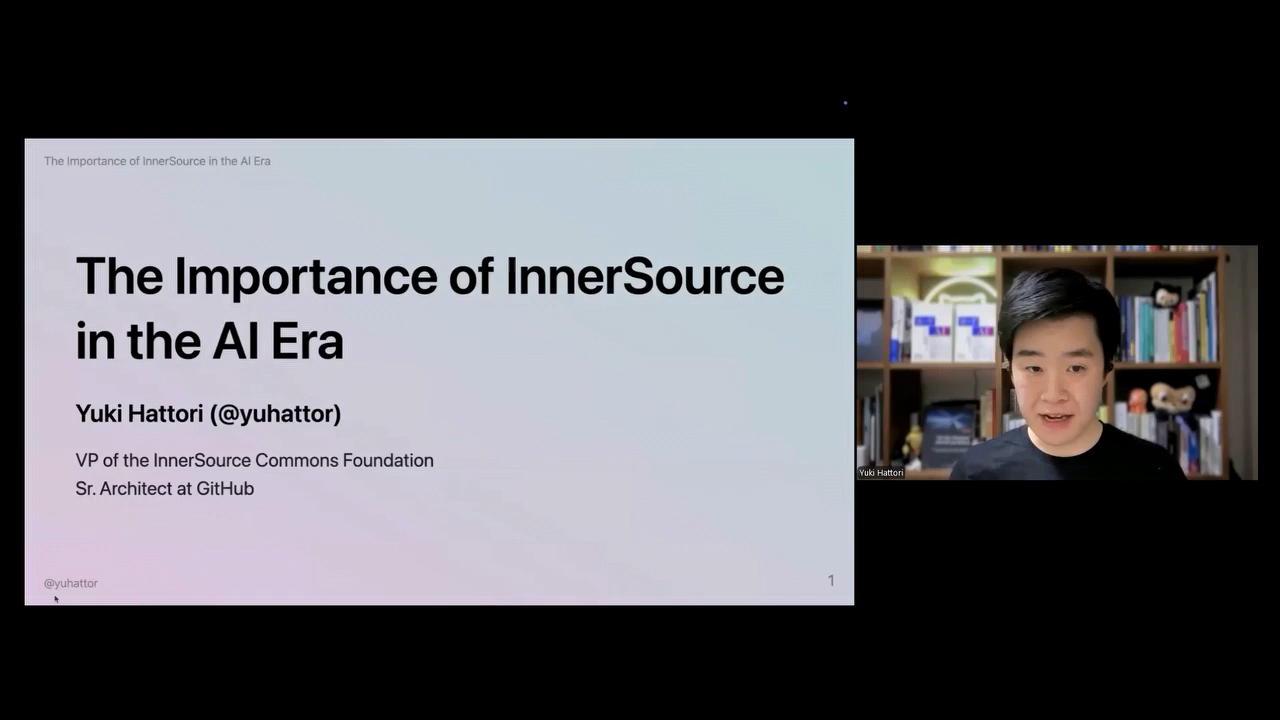 The Importance of InnerSource in the AI Era
The Importance of InnerSource
in the AI Era
Yuki Hattori (@yuhattor)
VP of the InnerSource Commons Foundation
Sr. Architect at GitHub
@yuhattor
1
Yuki Hattori